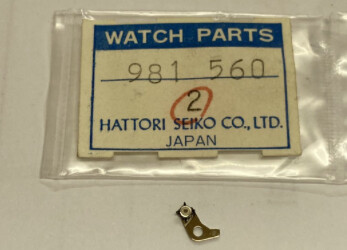 WATCH PARTS
981 560
2
HATTORI SEIKO CO., LTD.
JAPAN